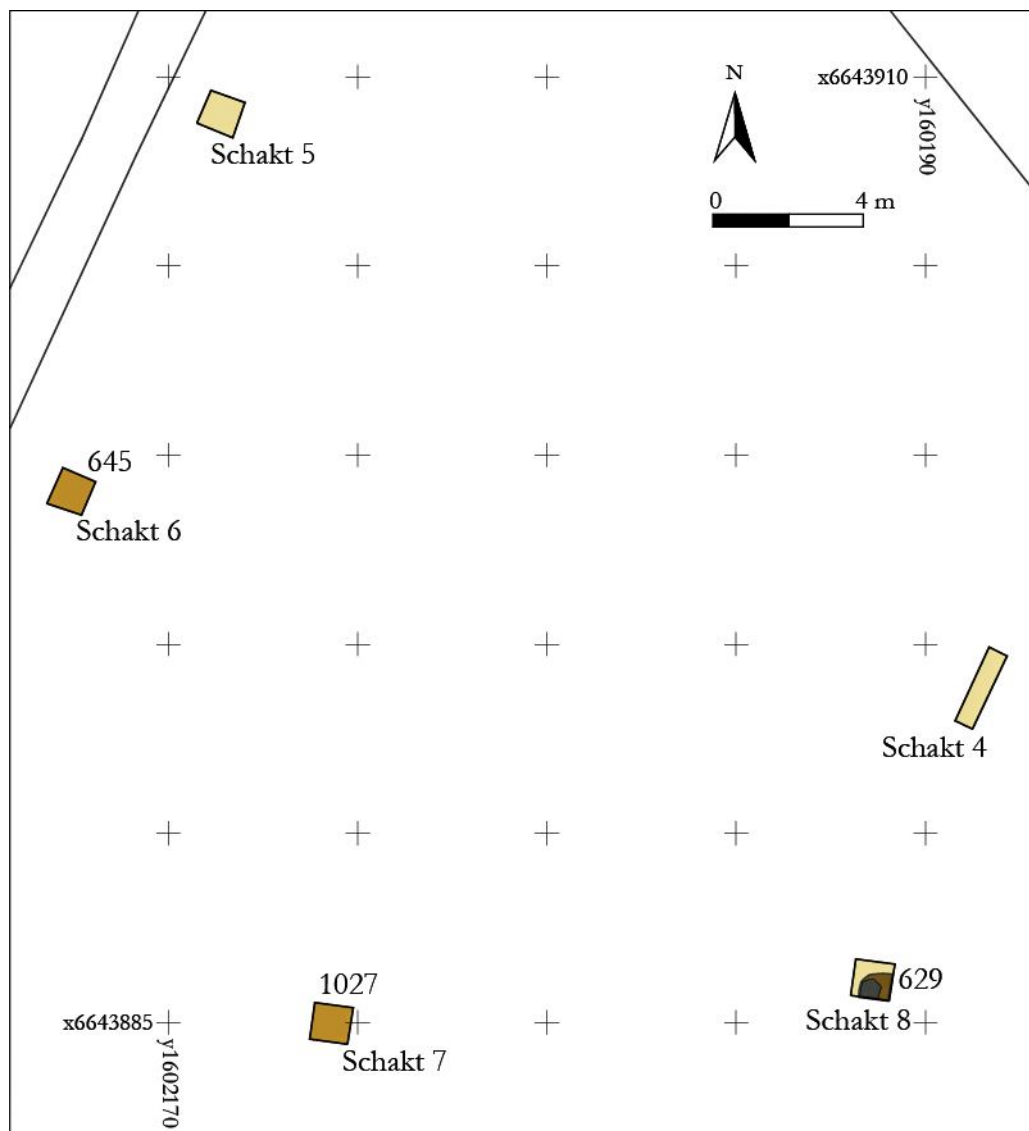 x6643910
N
y160190
0 4 m
Schakt 5
645
Schakt 6
Schakt 4
629
1027
Schakt 8
x6643885
Schakt 7
y1602170